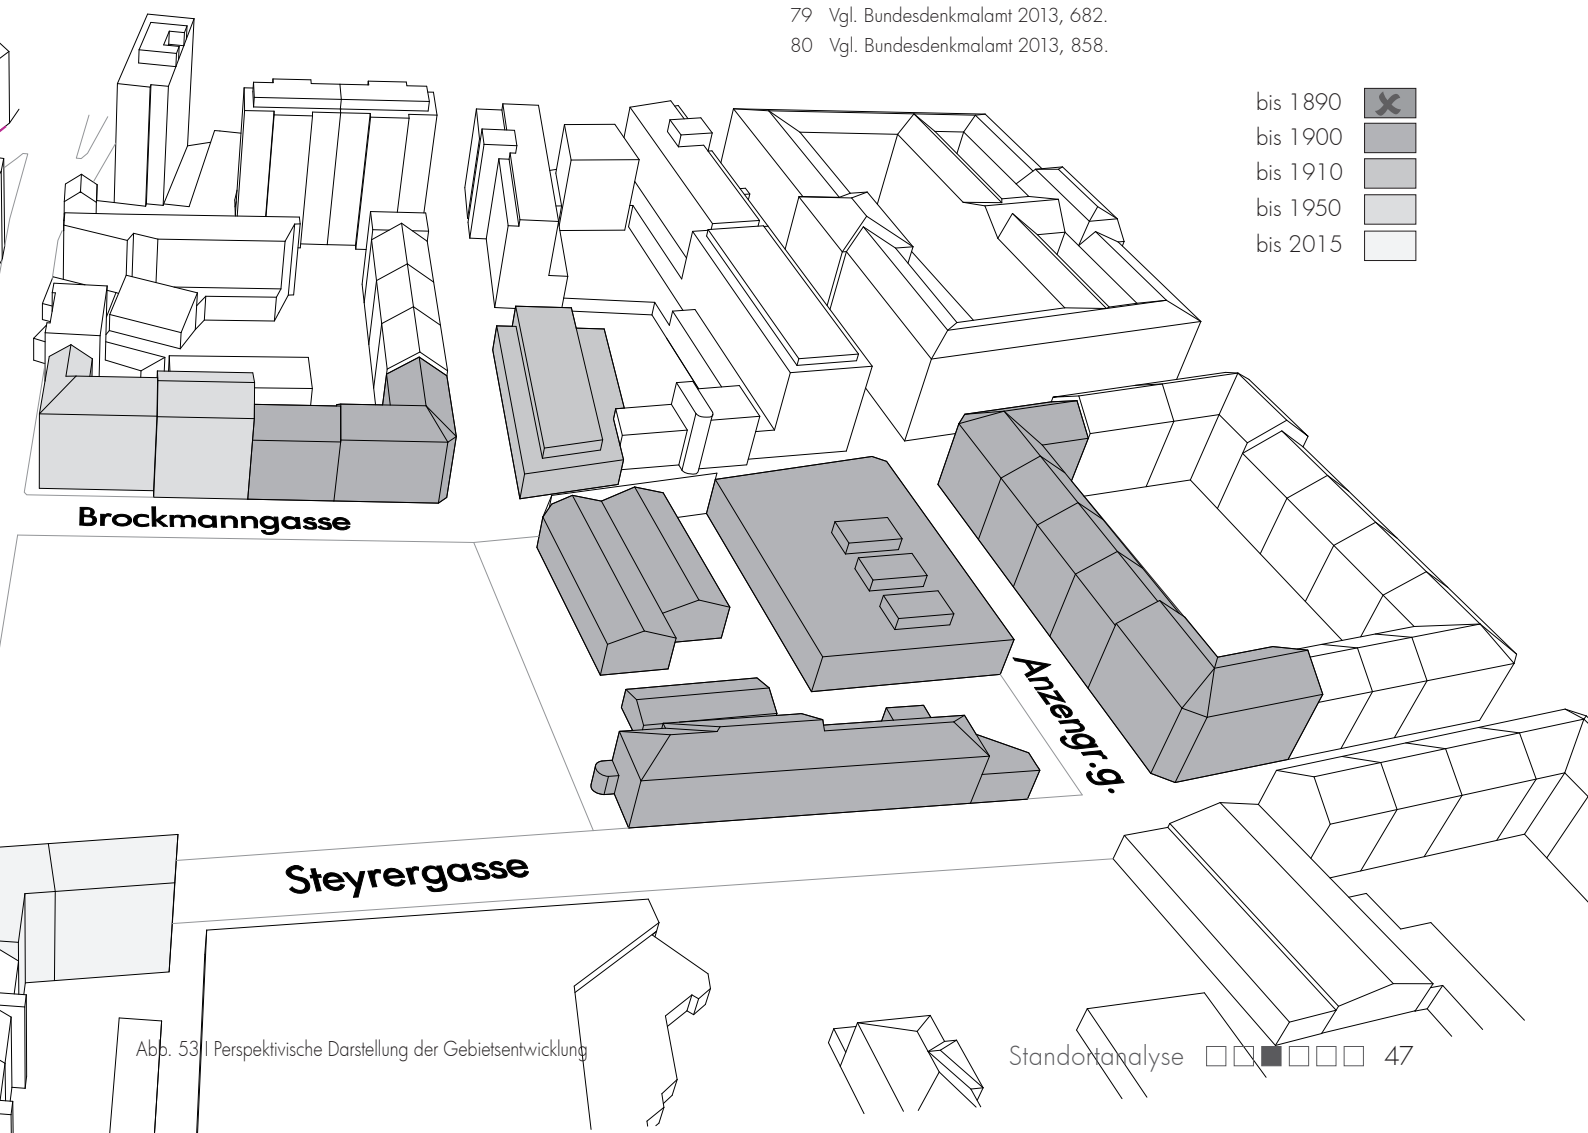 79 Vgl. Bundesdenkmalamt 2013, 682.
80 Vgl. Bundesdenkmalamt 2013, 858.
bis 1890
bis 1900
bis 1910
bis 1950
bis 2015
Brockmanngasse
Anzengr.g.
Steyrergasse
Abb. 53 I Perspektivische Darstellung der Gebietsentwicklung
Standortanalyse 47